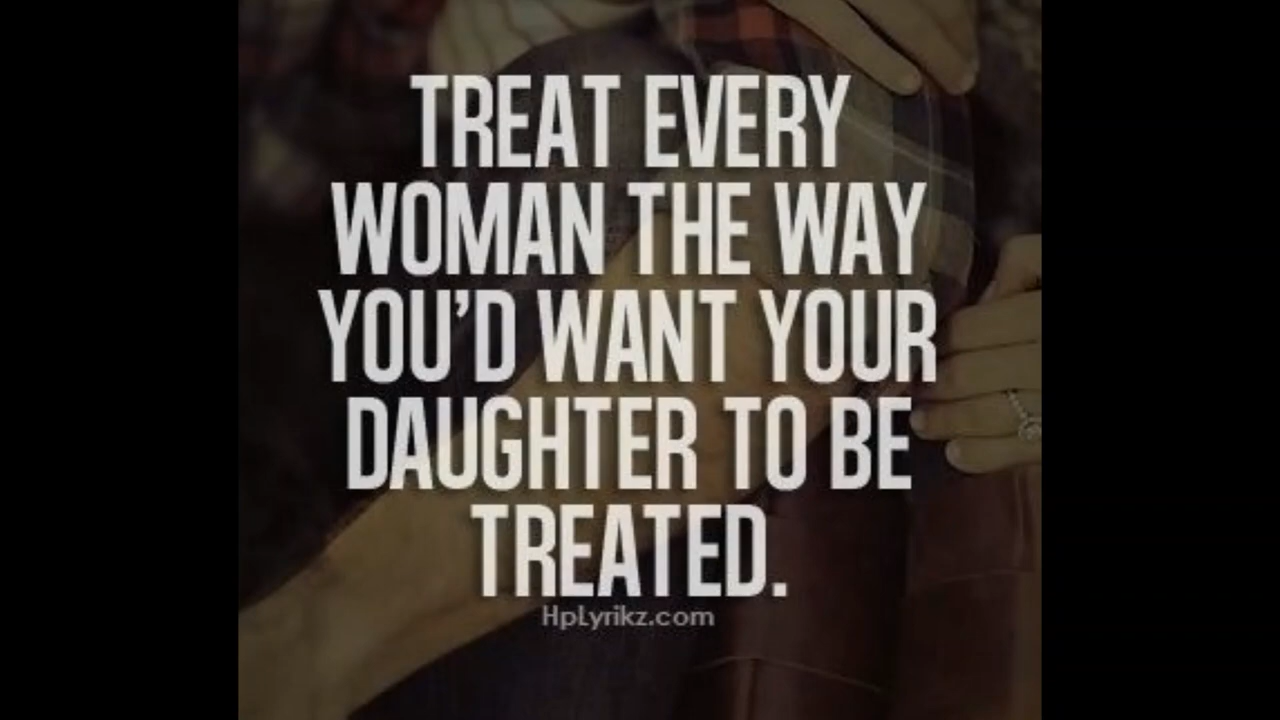 TREAT EVERY
WOMAN THE WAY
YOU'D WANT YOUR
DAUGHTER TO BE
TREATED.
HpLyrikz.com